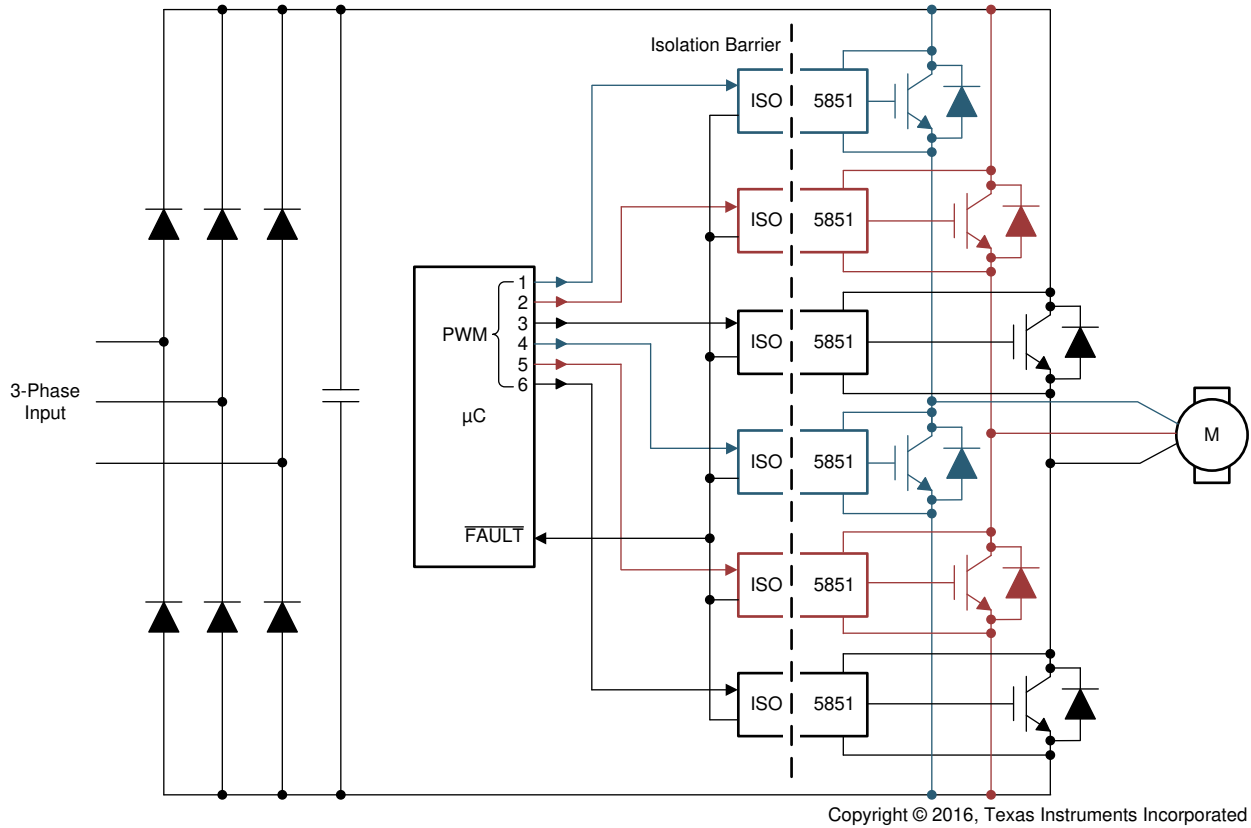 Isolation Barrier
ISO 5851
ISO 5851
1
2
3
PWM
4
5
6
ISO 5851
3-Phase
Input
µC
M
ISO 5851
FAULT
ISO 5851
ISO 5851
Copyright © 2016, Texas Instruments Incorporated